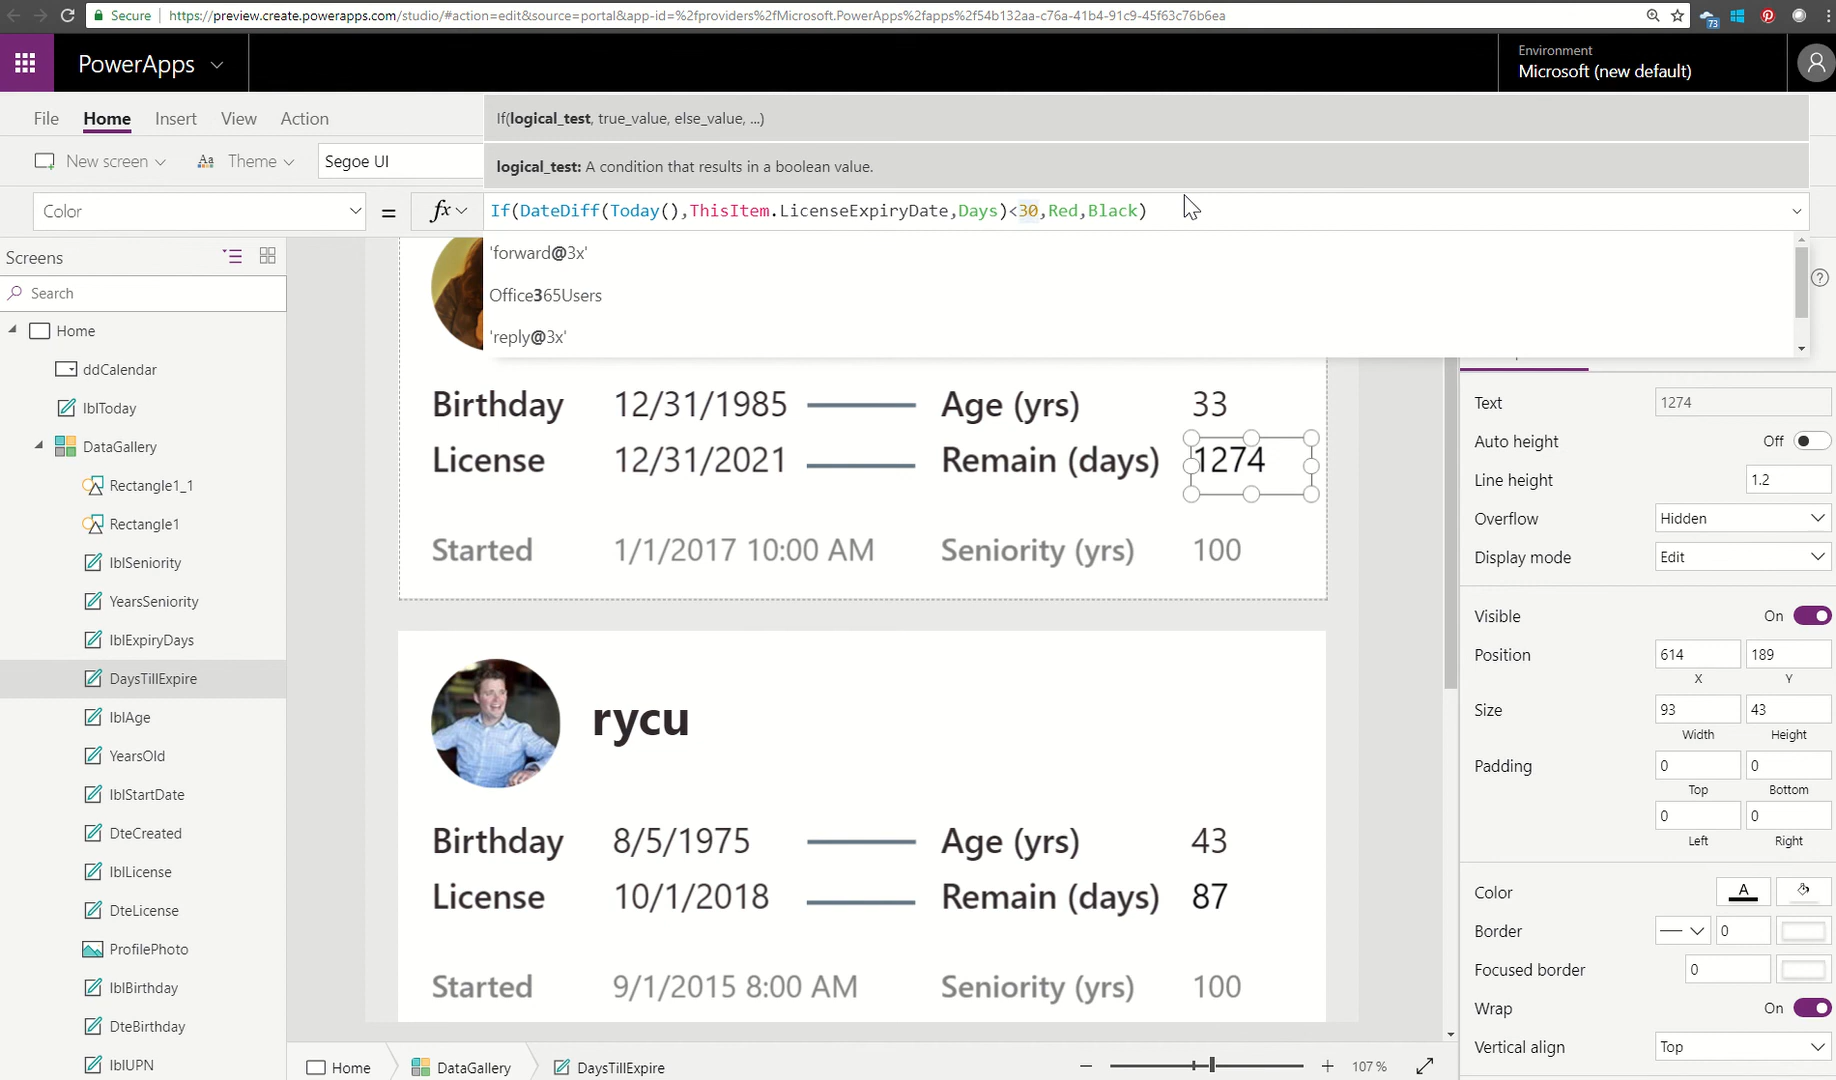 Secure
https://preview.create.powerapps.com/studio/#action=edit&source=portal&app-id=%2fproviders%2fMicrosoft.PowerApps%2fapps%2f54b132aa-c76a-41b4-91c9-45f63c76b6ea
73
PowerApps
Environment
Microsoft (new default)
File
Home
Insert
View
Action
If(logical_test, true_value, else_value, ...)
New screen
Theme
Segoe UI
logical_test: A condition that results in a boolean value.
Color
=
fx
If(DateDiff(Today(),ThisItem.LicenseExpiryDate,Days)<30,Red,Black)
'forward@3x'
Office365Users
'reply@3x'
Screens
Search
Home
ddCalendar
lblToday
DataGallery
Rectangle1_1
Rectangle1
lblSeniority
YearsSeniority
lblExpiryDays
DaysTillExpire
lblAge
YearsOld
lblStartDate
DteCreated
lblLicense
DteLicense
ProfilePhoto
lblBirthday
DteBirthday
lblUPN
Birthday 12/31/1985 Age (yrs) 33
License 12/31/2021 Remain (days) 1274
Started 1/1/2017 10:00 AM Seniority (yrs) 100
rycu
Birthday 8/5/1975 Age (yrs) 43
License 10/1/2018 Remain (days) 87
Started 9/1/2015 8:00 AM Seniority (yrs) 100
Text 1274
Auto height Off
Line height 1.2
Overflow Hidden
Display mode Edit
Visible On
Position 614 189
X Y
Size 93 43
Width Height
Padding 0 0
Top Bottom
0 0
Left Right
Color A
Border 0
Focused border 0
Wrap On
Vertical align Top
Home
DataGallery
DaysTillExpire
107 %